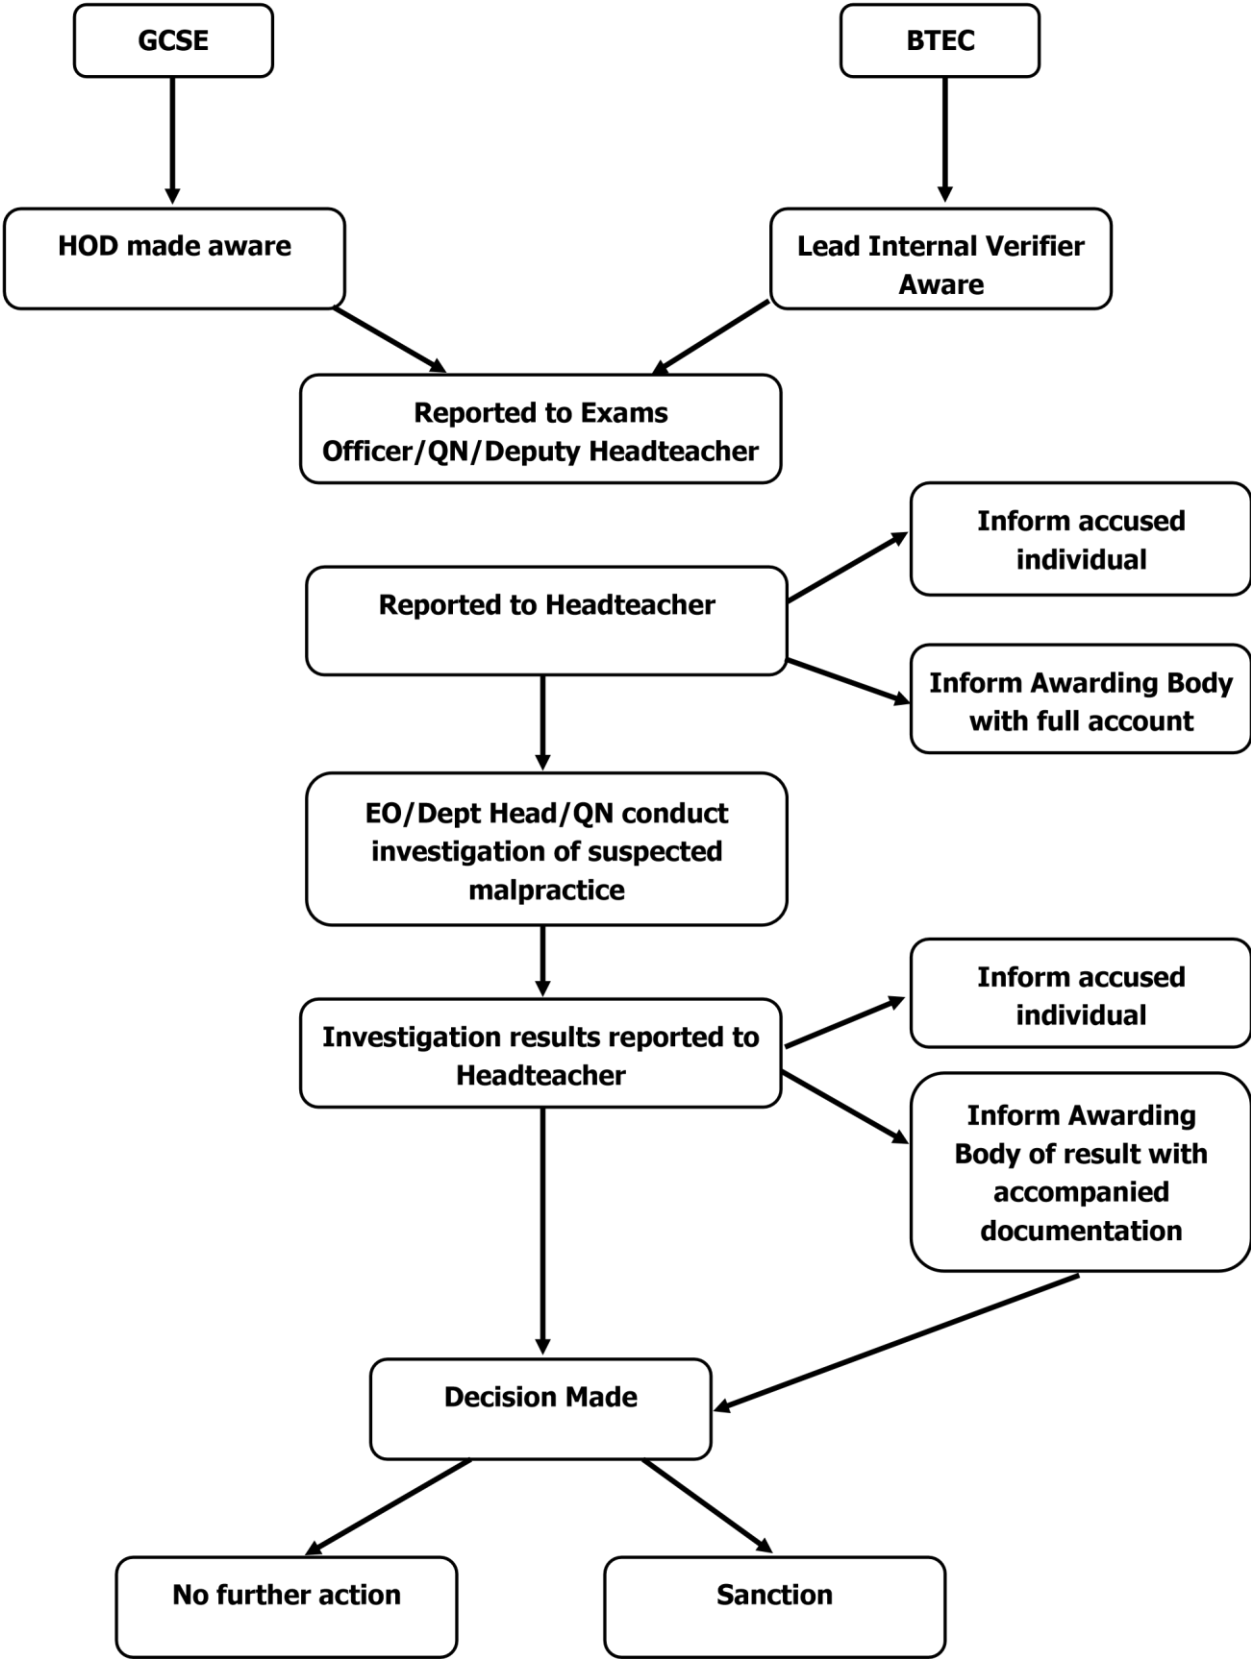 GCSE
BTEC
HOD made aware
Lead Internal Verifier
Aware
Reported to Exams
Officer/QN/Deputy Headteacher
Inform accused
individual
Reported to Headteacher
Inform Awarding Body
with full account
EO/Dept Head/QN conduct
investigation of suspected
malpractice
Inform accused
individual
Investigation results reported to
Headteacher
Inform Awarding
Body of result with
accompanied
documentation
Decision Made
No further action
Sanction